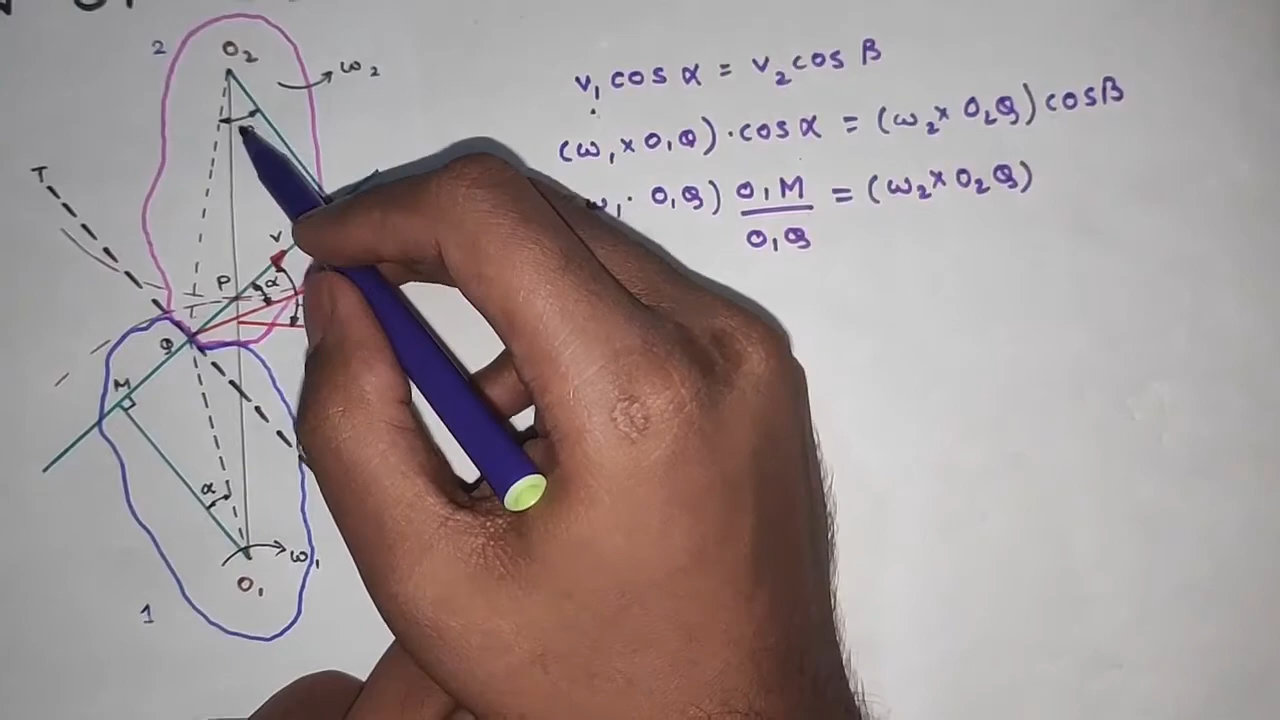 2
O₂
ω₂
v₁ cos α = v₂ cos β
(ω₁ × O₁Q) · cos α = (ω₂ × O₂Q) cos β
ω₁ · O₁Q) O₁M / O₁Q = (ω₂ × O₂Q)
T
v
P
α
Q
M
α
ω₁
O₁
1